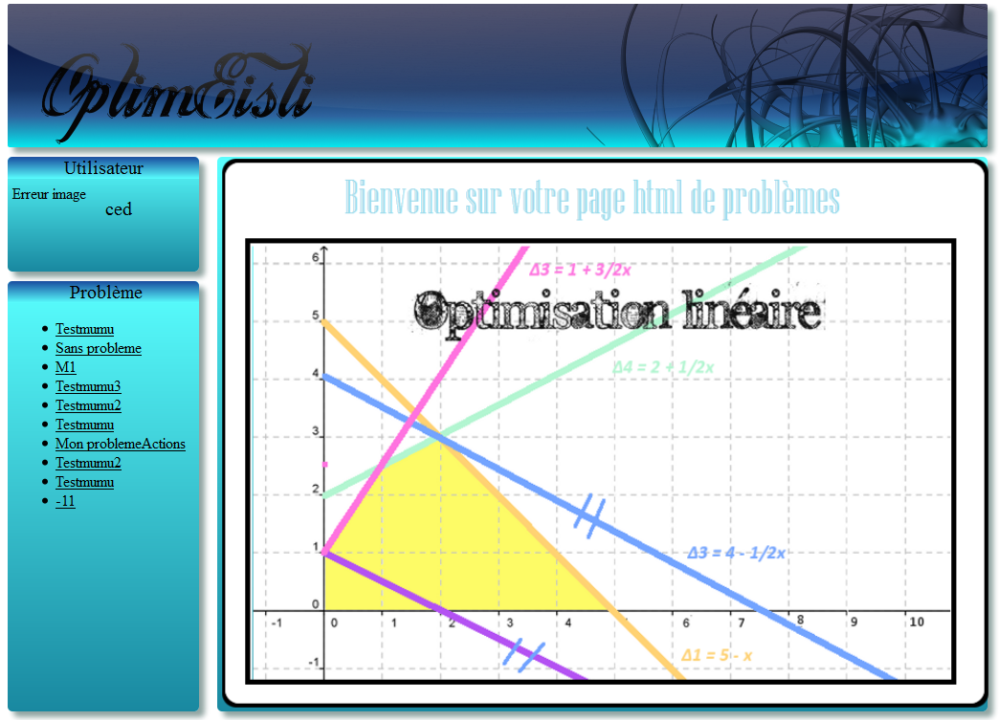 OptimEisti
Utilisateur
Erreur image
ced
Problème
Testmumu
Sans probleme
M1
Testmumu3
Testmumu2
Testmumu
Mon problemeActions
Testmumu2
Testmumu
-11
Bienvenue sur votre page html de problèmes
Optimisation linéaire
Δ3 = 1 + 3/2x
Δ4 = 2 + 1/2x
Δ3 = 4 - 1/2x
Δ1 = 5 - x
6
5
4
3
2
1
0
-1
-1 0 1 2 3 4 5 6 7 8 9 10